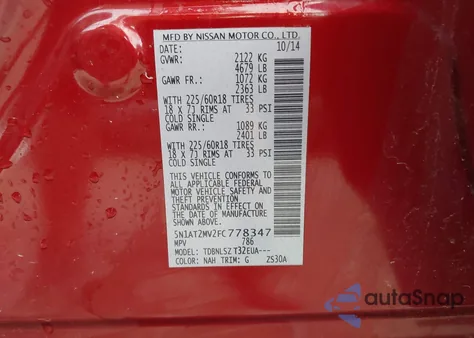 MFD BY NISSAN MOTOR CO., LTD.
DATE: 10/14
GVWR: 2122 KG
4679 LB
GAWR FR.: 1072 KG
2363 LB
WITH 225/60R18 TIRES
18 X 7J RIMS AT 33 PSI
COLD SINGLE
GAWR RR.: 1089 KG
2401 LB
WITH 225/60R18 TIRES
18 X 7J RIMS AT 33 PSI
COLD SINGLE
THIS VEHICLE CONFORMS TO
ALL APPLICABLE FEDERAL
MOTOR VEHICLE SAFETY
AND THEFT PREVENTION
STANDARDS IN EFFECT ON
THE DATE OF MANUFACTURE
SHOWN ABOVE.
5N1AT2MV2FC778347
MPV 786
MODEL: TDBNLSZ T32EUA---
COLOR: NAH TRIM: G 2S30A
autoSnap